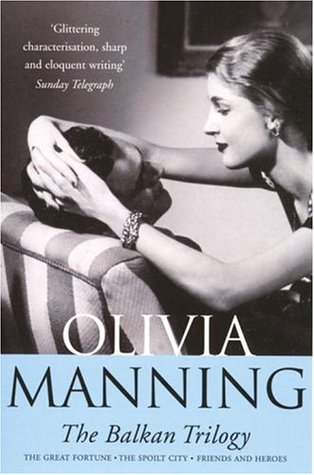 'Glittering
characterisation, sharp
and eloquent writing'
Sunday Telegraph
OLIVIA
MANNING
The Balkan Trilogy
THE GREAT FORTUNE • THE SPOILT CITY • FRIENDS AND HEROES